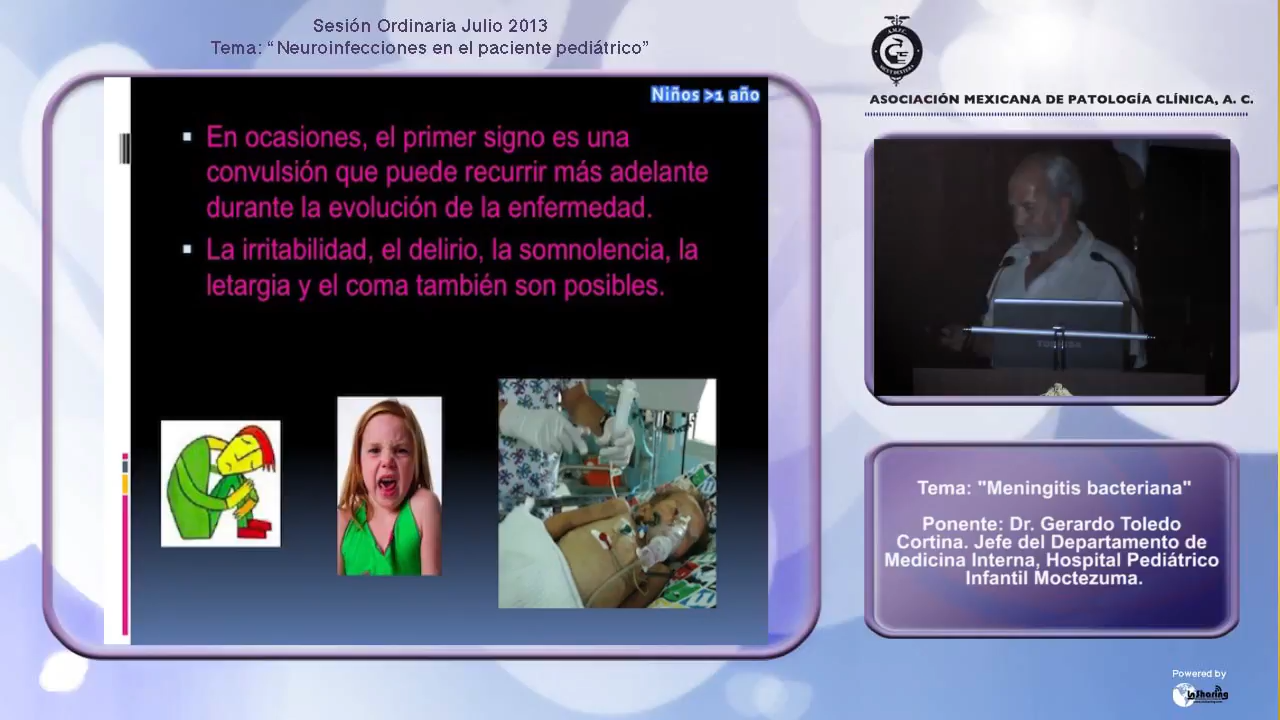 Sesión Ordinaria Julio 2013
Tema: “Neuroinfecciones en el paciente pediátrico”
ASOCIACIÓN MEXICANA DE PATOLOGÍA CLÍNICA, A. C.
Niños >1 año
En ocasiones, el primer signo es una
convulsión que puede recurrir más adelante
durante la evolución de la enfermedad.
La irritabilidad, el delirio, la somnolencia, la
letargia y el coma también son posibles.
TOSHIBA
Tema: "Meningitis bacteriana"
Ponente: Dr. Gerardo Toledo
Cortina. Jefe del Departamento de
Medicina Interna, Hospital Pediátrico
Infantil Moctezuma.
Powered by
InSharing